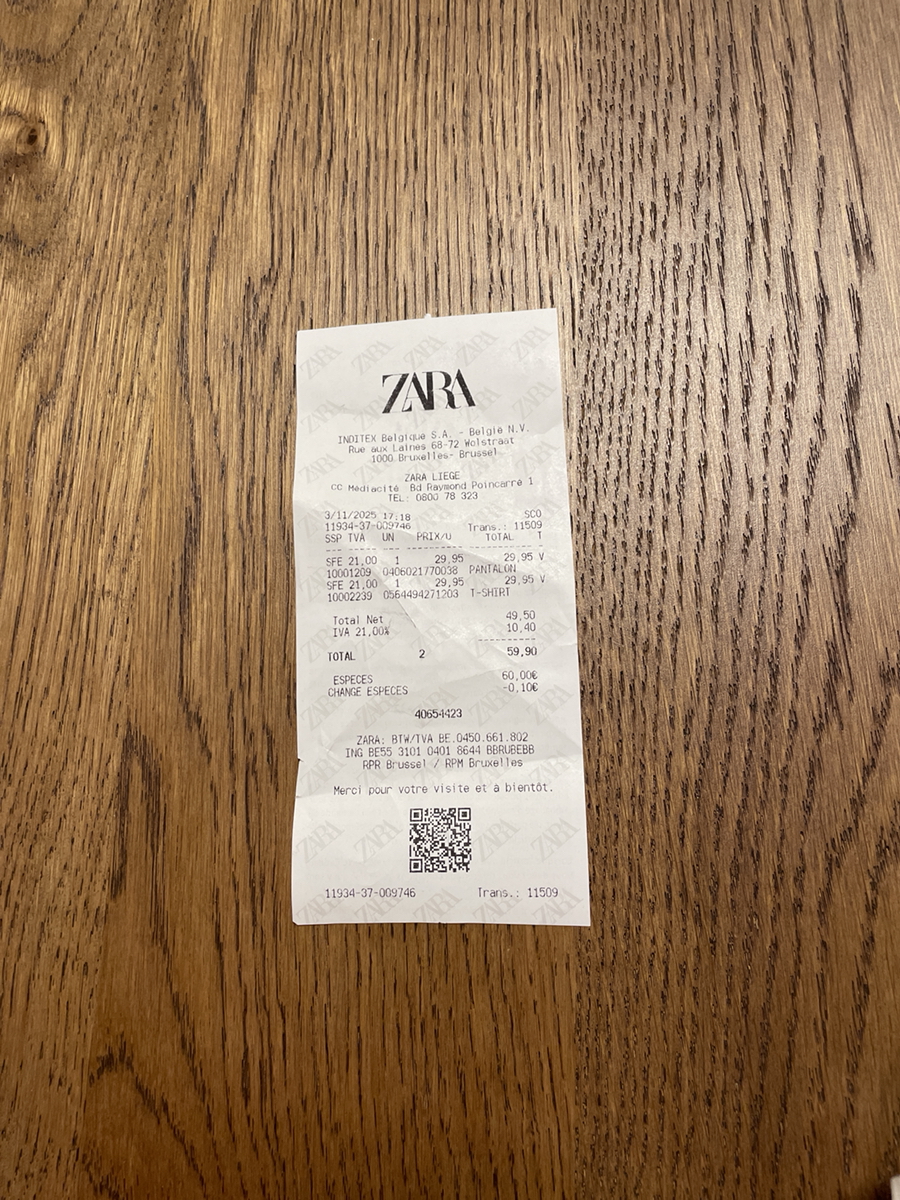 ZARA
INDITEX Belgique S.A. - België N.V.
Rue aux Laines 68-72 Wolstraat
1000 Bruxelles- Brussel
ZARA LIEGE
CC Médiacité Bd Raymond Poincarré 1
TEL: 0800 78 323
3/11/2025 17:18 SCO
11934-37-009746 Trans.: 11509
SSP TVA UN PRIX/U TOTAL T
SFE 21,00 1 29,95 29,95 V
10001209 0406021770038 PANTALON
SFE 21,00 1 29,95 29,95 V
10002239 0564494271203 T-SHIRT
Total Net 49,50
IVA 21,00% 10,40
TOTAL 2 59,90
ESPECES 60,00€
CHANGE ESPECES -0,10€
40654423
ZARA: BTW/TVA BE.0450.661.802
ING BE55 3101 0401 8644 BBRUBEBB
RPR Brussel / RPM Bruxelles
Merci pour votre visite et à bientôt.
11934-37-009746 Trans.: 11509